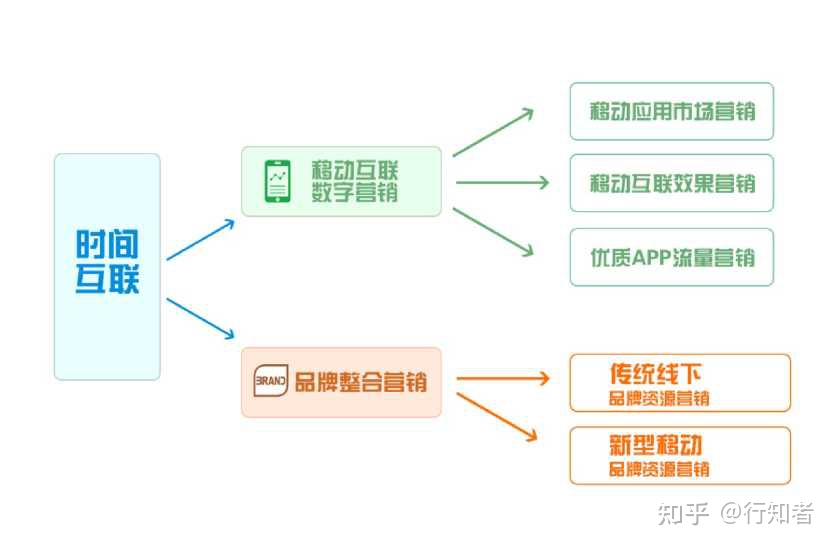 时间
互联
移动互联
数字营销
移动应用市场营销
移动互联效果营销
优质APP流量营销
BRAND
品牌整合营销
传统线下
品牌资源营销
新型移动
品牌资源营销
知乎 @行知者